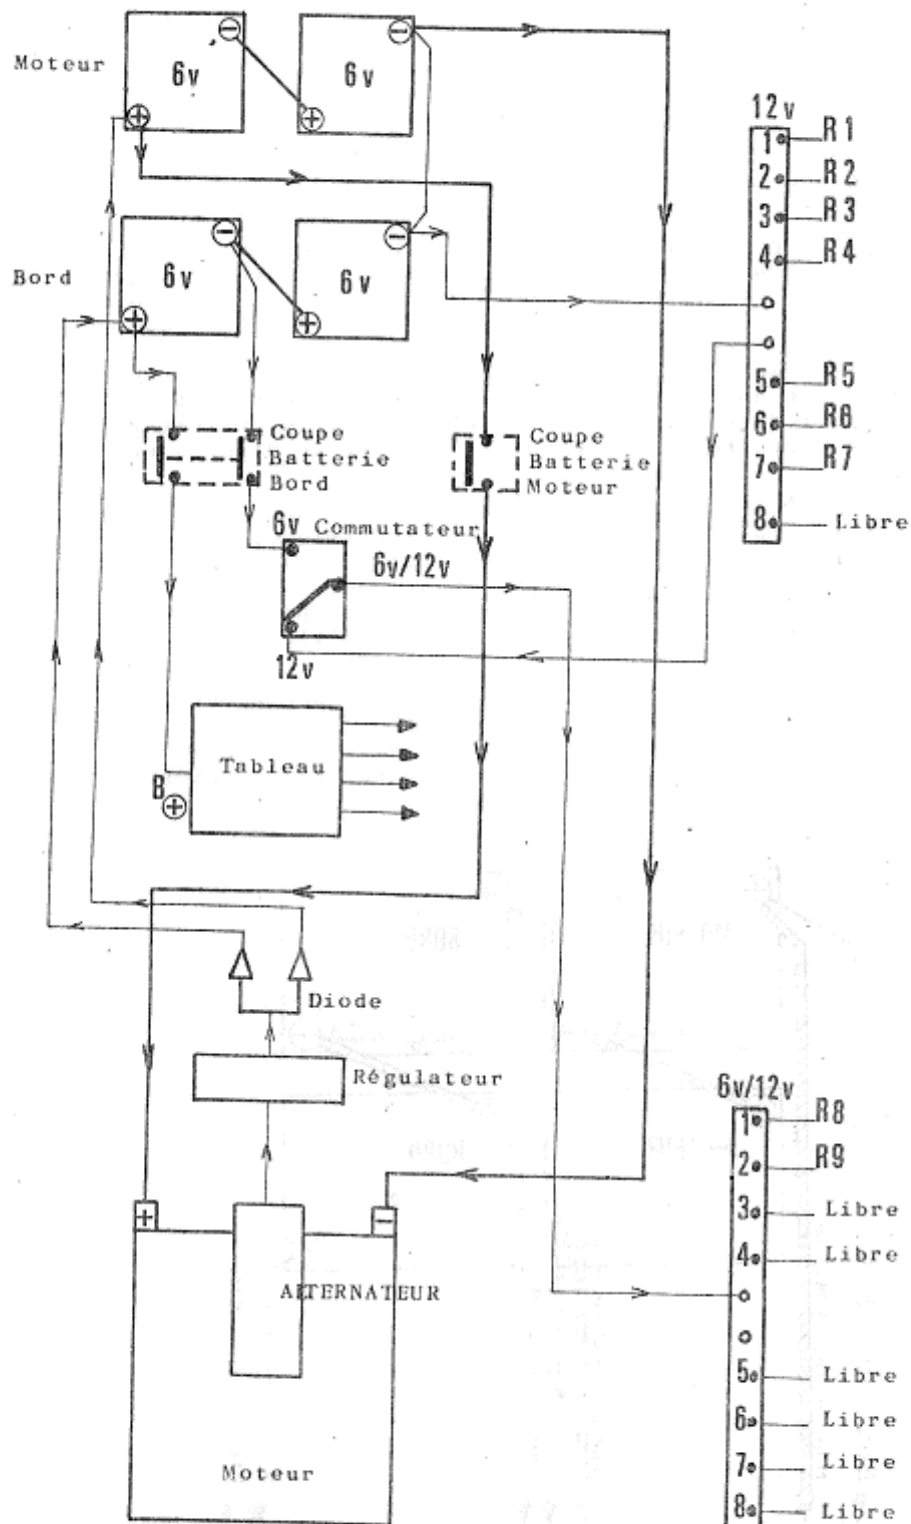 Moteur
6v
6v
12v
1 R1
2 R2
3 R3
4 R4
Bord
6v
6v
5 R5
6 R6
7 R7
8 Libre
Coupe
Batterie
Bord
Coupe
Batterie
Moteur
6v Commutateur
6v/12v
12v
Tableau
B
Diode
Régulateur
6v/12v
1 R8
2 R9
3 Libre
4 Libre
ALTERNATEUR
5 Libre
6 Libre
7 Libre
8 Libre
Moteur